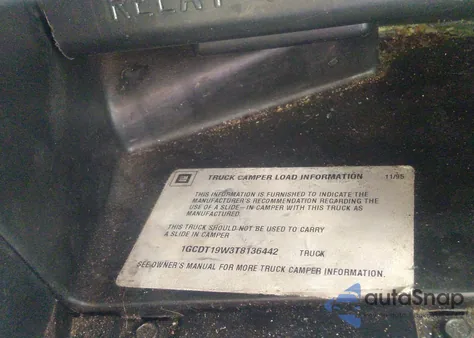 RELAY
GM
TRUCK CAMPER LOAD INFORMATION 11/95
THIS INFORMATION IS FURNISHED TO INDICATE THE
MANUFACTURER'S RECOMMENDATION REGARDING THE
USE OF A SLIDE-IN CAMPER WITH THIS TRUCK AS
MANUFACTURED.
THIS TRUCK SHOULD NOT BE USED TO CARRY
A SLIDE IN CAMPER
1GCDT19W3T8136442 TRUCK
SEE OWNER'S MANUAL FOR MORE TRUCK CAMPER INFORMATION.
autoSnap